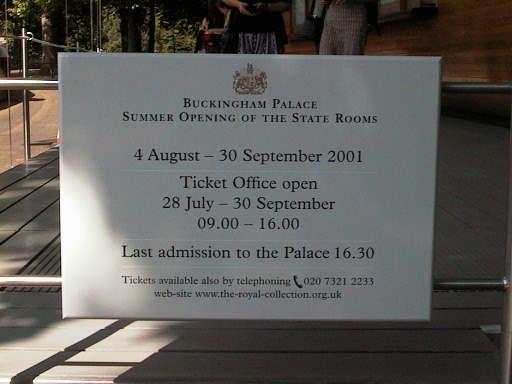 BUCKINGHAM PALACE
SUMMER OPENING OF THE STATE ROOMS
4 August – 30 September 2001
Ticket Office open
28 July – 30 September
09.00 – 16.00
Last admission to the Palace 16.30
Tickets available also by telephoning 020 7321 2233
web-site www.the-royal-collection.org.uk